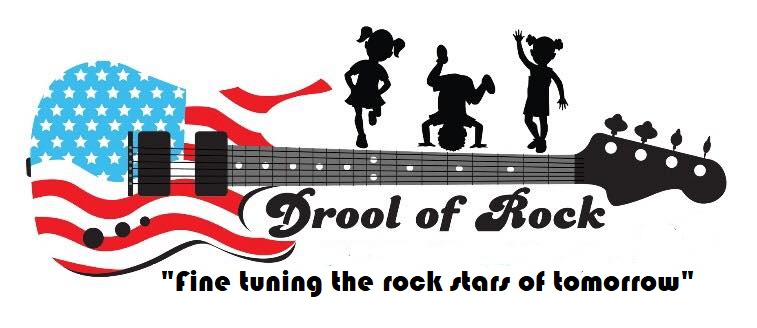 Drool of Rock
"Fine tuning the rock stars of tomorrow"